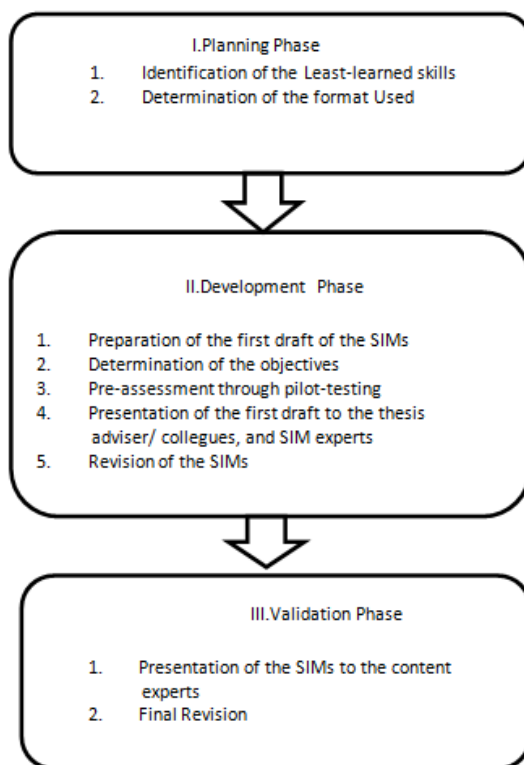 I.Planning Phase
1. Identification of the Least-learned skills
2. Determination of the format Used
II.Development Phase
1. Preparation of the first draft of the SIMs
2. Determination of the objectives
3. Pre-assessment through pilot-testing
4. Presentation of the first draft to the thesis
adviser/ collegues, and SIM experts
5. Revision of the SIMs
III.Validation Phase
1. Presentation of the SIMs to the content
experts
2. Final Revision